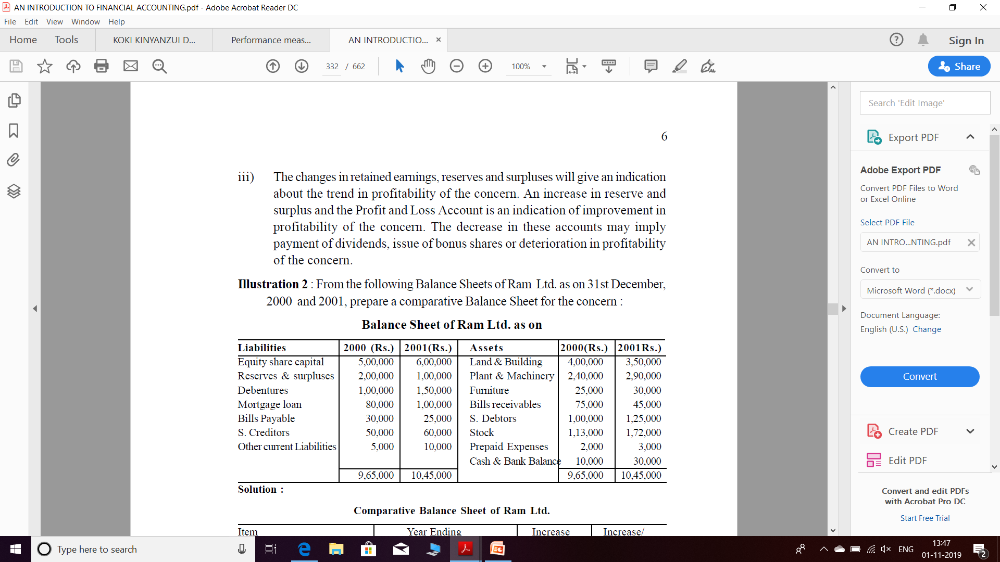 AN INTRODUCTION TO FINANCIAL ACCOUNTING.pdf - Adobe Acrobat Reader DC
File Edit View Window Help
Home Tools KOKI KINYANZUI D... Performance meas... AN INTRODUCTIO... × ? Sign In
332 / 662 100% Share
6
iii) The changes in retained earnings, reserves and surpluses will give an indication
about the trend in profitability of the concern. An increase in reserve and
surplus and the Profit and Loss Account is an indication of improvement in
profitability of the concern. The decrease in these accounts may imply
payment of dividends, issue of bonus shares or deterioration in profitability
of the concern.
Illustration 2 : From the following Balance Sheets of Ram Ltd. as on 31st December,
2000 and 2001, prepare a comparative Balance Sheet for the concern :
Balance Sheet of Ram Ltd. as on
Liabilities 2000 (Rs.) 2001(Rs.) Assets 2000(Rs.) 2001Rs.)
Equity share capital 5,00,000 6,00,000 Land & Building 4,00,000 3,50,000
Reserves & surpluses 2,00,000 1,00,000 Plant & Machinery 2,40,000 2,90,000
Debentures 1,00,000 1,50,000 Furniture 25,000 30,000
Mortgage loan 80,000 1,00,000 Bills receivables 75,000 45,000
Bills Payable 30,000 25,000 S. Debtors 1,00,000 1,25,000
S. Creditors 50,000 60,000 Stock 1,13,000 1,72,000
Other current Liabilities 5,000 10,000 Prepaid Expenses 2,000 3,000
Cash & Bank Balance 10,000 30,000
9,65,000 10,45,000 9,65,000 10,45,000
Solution :
Comparative Balance Sheet of Ram Ltd.
Item Year Ending Increase Increase/
Search 'Edit Image'
Export PDF
Adobe Export PDF
Convert PDF Files to Word
or Excel Online
Select PDF File
AN INTRO...NTING.pdf
Convert to
Microsoft Word (*.docx)
Document Language:
English (U.S.) Change
Convert
Create PDF
Edit PDF
Convert and edit PDFs
with Acrobat Pro DC
Start Free Trial
Type here to search
ENG
13:47
01-11-2019
2